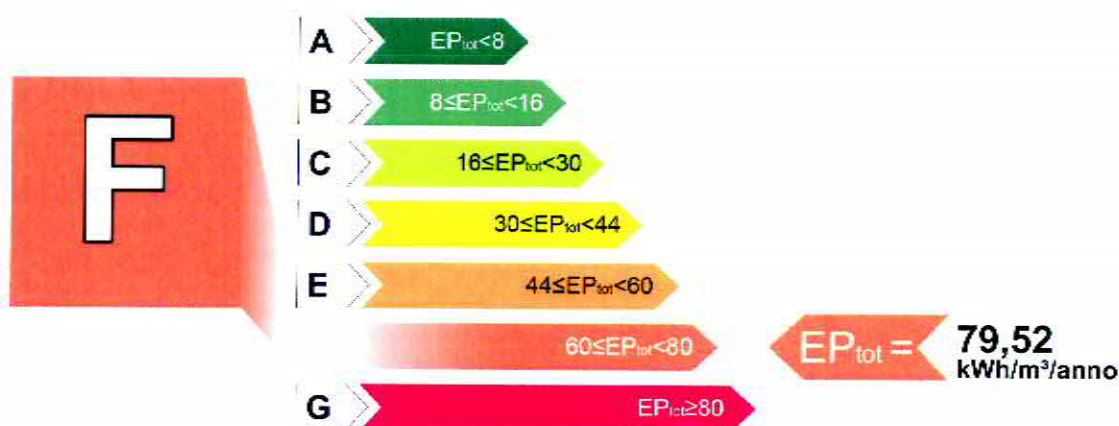 F
A EPtot<8
B 8≤EPtot<16
C 16≤EPtot<30
D 30≤EPtot<44
E 44≤EPtot<60
60≤EPtot<80
EPtot = 79,52
kWh/m³/anno
G EPtot≥80